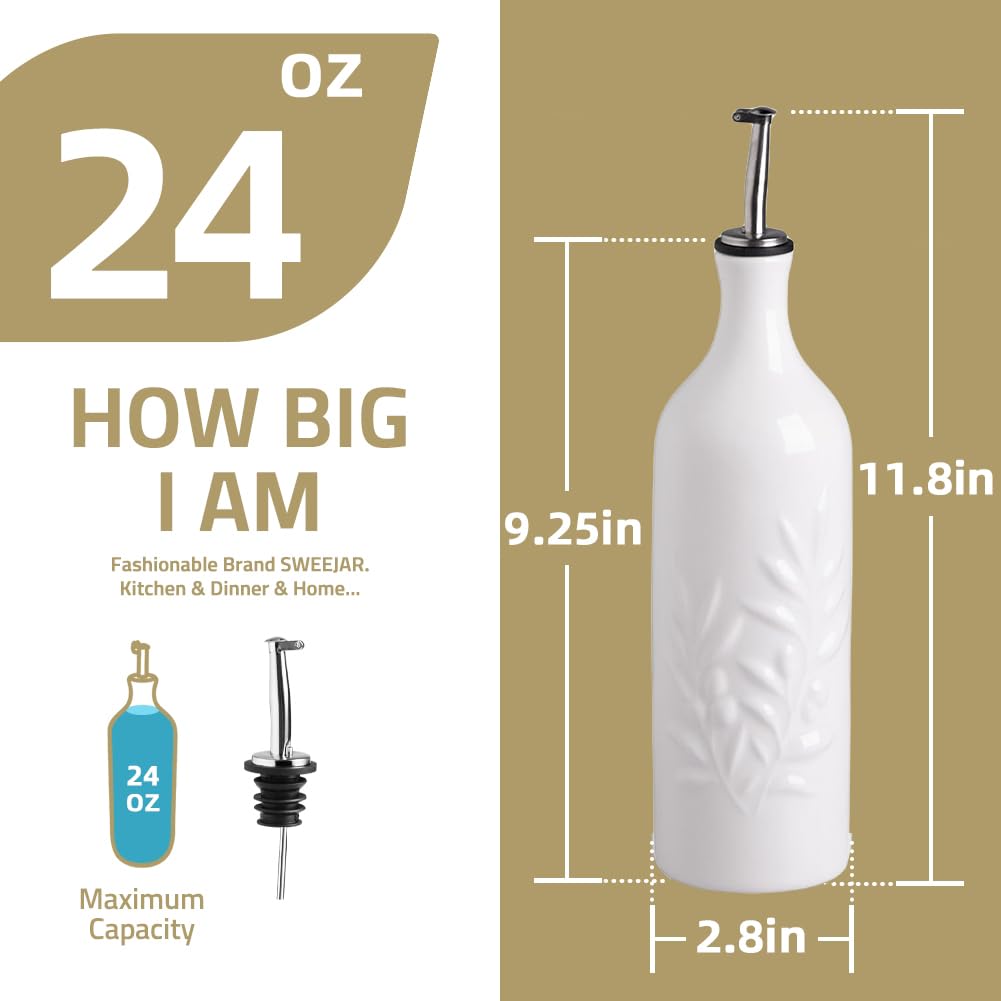 OZ
24
HOW BIG
I AM
Fashionable Brand SWEEJAR.
Kitchen & Dinner & Home...
24
OZ
Maximum
Capacity
9.25in
11.8in
2.8in